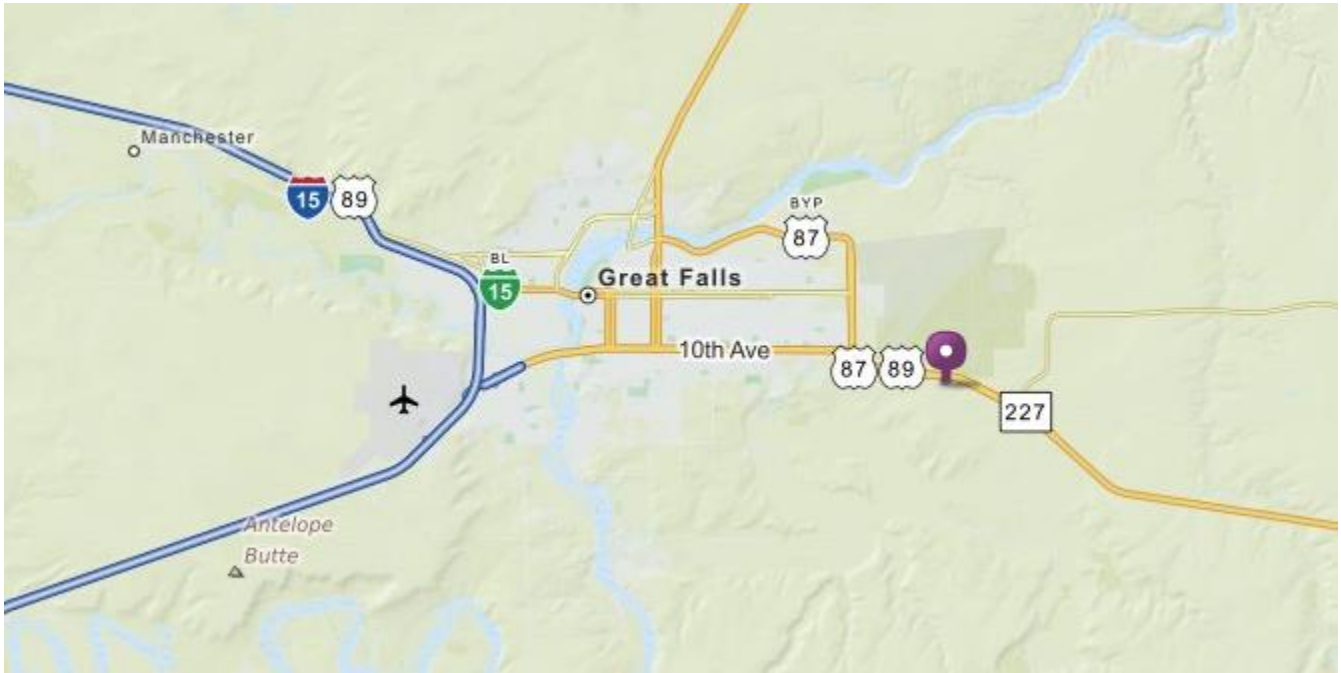 Manchester
15
89
BYP
87
BL
15
Great Falls
10th Ave
87
89
227
Antelope
Butte